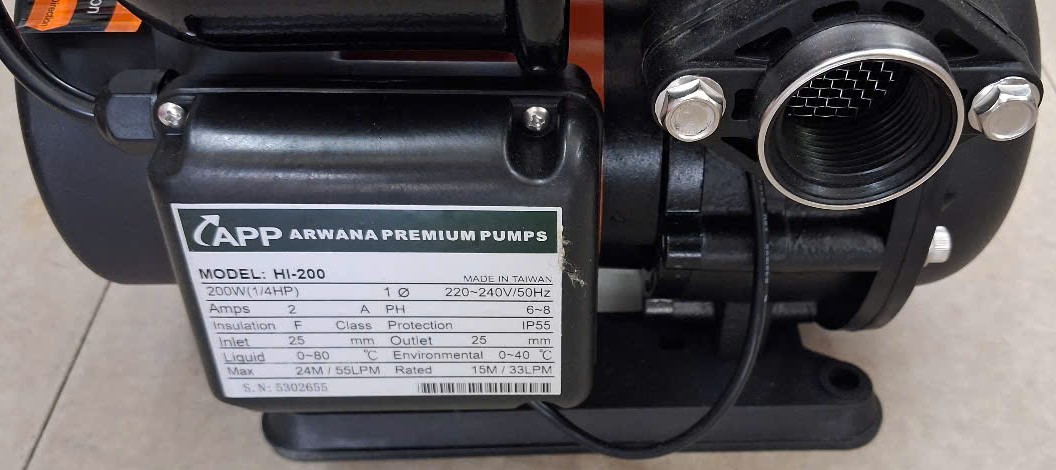 APP ARWANA PREMIUM PUMPS
MODEL: HI-200 MADE IN TAIWAN
200W(1/4HP) 1 Ø 220~240V/50Hz
Amps 2 A PH 6~8
Insulation F Class Protection IP55
Inlet 25 mm Outlet 25 mm
Liquid 0~80 ℃ Environmental 0~40 ℃
Max 24M / 55LPM Rated 15M / 33LPM
S.N: 5302655